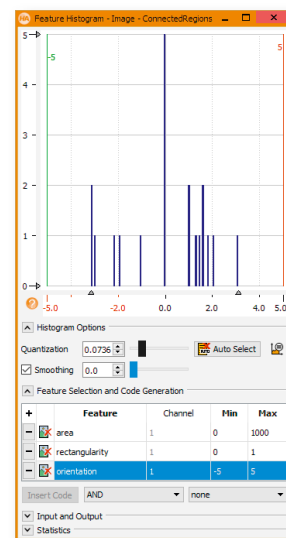 Feature Histogram - Image - ConnectedRegions
5
-5
5
4
3
2
1
0
-5.0 -2.0 0.0 2.0 4.0 5.0
Histogram Options
Quantization 0.0736 Auto Select
Smoothing 0.0
Feature Selection and Code Generation
+ Feature Channel Min Max
area 1 0 1000
rectangularity 1 0 1
orientation 1 -5 5
Insert Code AND none
Input and Output
Statistics